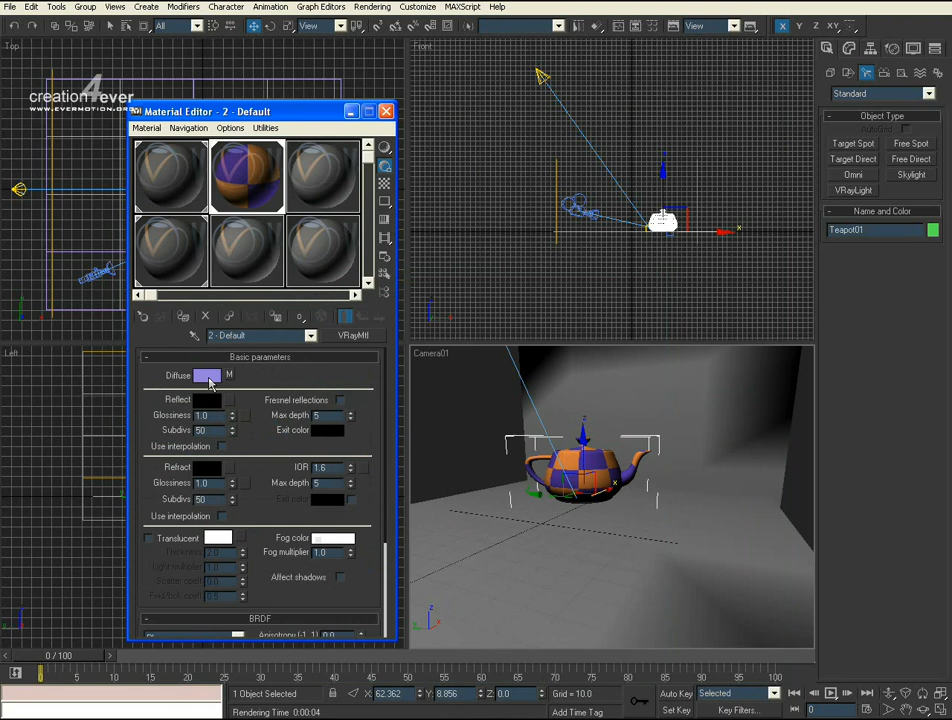 File Edit Tools Group Views Create Modifiers Character Animation Graph Editors Rendering Customize MAXScript Help
All View View
Top
Front
creation4ever
WWW.EVERMOTION.ORG
Material Editor - 2 - Default
Material Navigation Options Utilities
2 - Default VRayMtl
Basic parameters
Diffuse M
Reflect Fresnel reflections
Glossiness 1.0 Max depth 5
Subdivs 50 Exit color
Use interpolation
Refract IOR 1.6
Glossiness 1.0 Max depth 5
Subdivs 50 Exit color
Use interpolation
Translucent Fog color
Thickness 2.0 Fog multiplier 1.0
Light multiplier 1.0
Scatter coeff 0.0 Affect shadows
Fwd/bck coeff 0.5
BRDF
Anisotropy (-1..1) 0.0
Left
Camera01
z
x
z
x
Standard
Object Type
AutoGrid
Target Spot Free Spot
Target Direct Free Direct
Omni Skylight
VRayLight
Name and Color
Teapot01
0 / 100
0 5 10 15 20 25 30 35 40 45 50 55 60 65 70 75 80 85 90 95 100
1 Object Selected X: 62.362 Y: 8.856 Z: 0.0 Grid = 10.0 Auto Key Selected
Rendering Time: 0:00:04 Add Time Tag Set Key Key Filters... 0